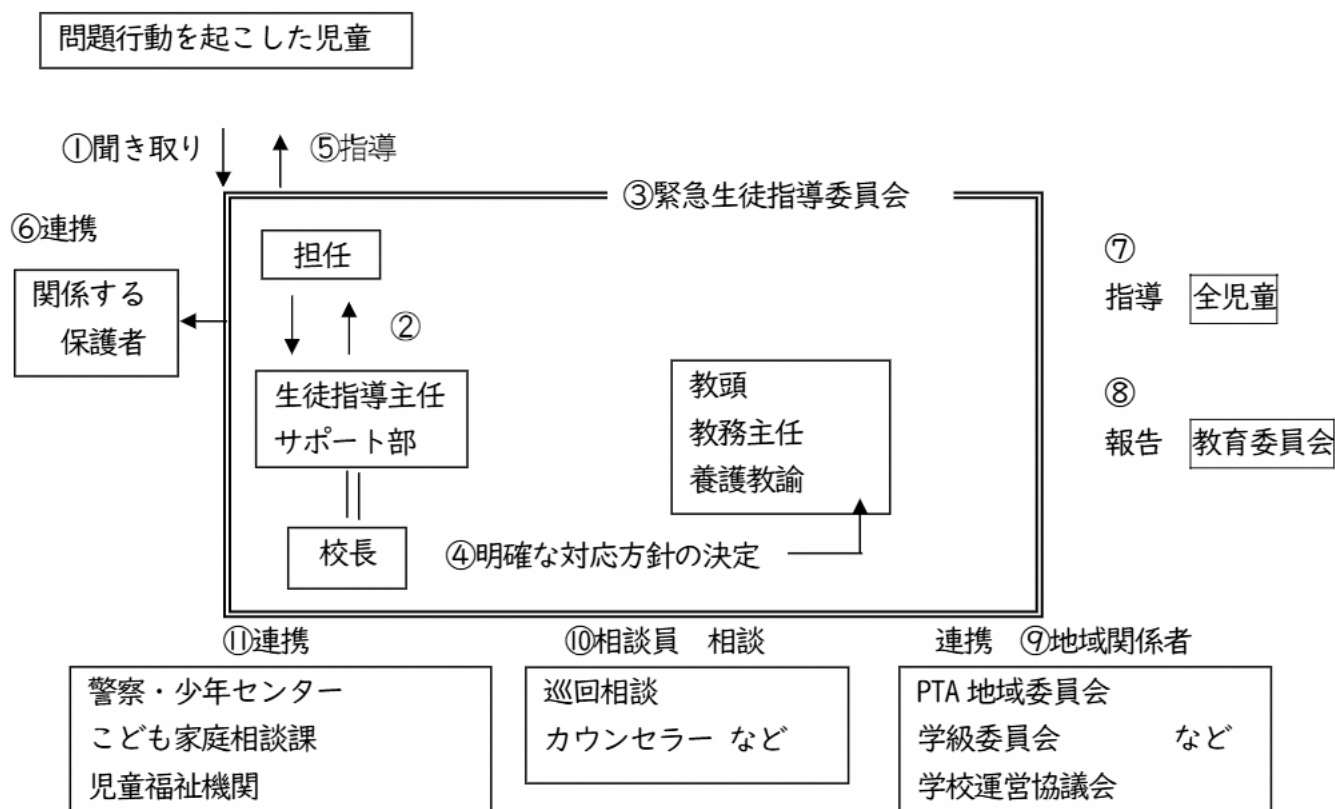 問題行動を起こした児童
①聞き取り
⑤指導
③緊急生徒指導委員会
⑥連携
関係する
保護者
担任
②
生徒指導主任
サポート部
校長
教頭
教務主任
養護教諭
④明確な対応方針の決定
⑦
指導 全児童
⑧
報告 教育委員会
⑪連携
警察・少年センター
こども家庭相談課
児童福祉機関
⑩相談員 相談
巡回相談
カウンセラー など
連携 ⑨地域関係者
PTA 地域委員会
学級委員会 など
学校運営協議会